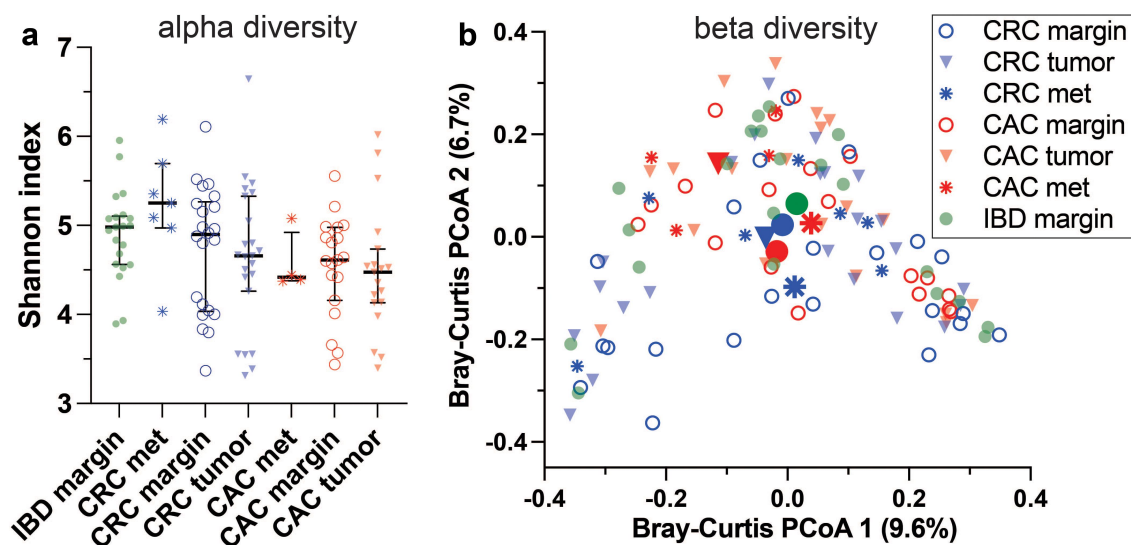 a
alpha diversity
Shannon index
7
6
5
4
3
IBD margin
CRC met
CRC margin
CRC tumor
CAC met
CAC margin
CAC tumor
b
beta diversity
Bray-Curtis PCoA 2 (6.7%)
0.4
0.2
0.0
-0.2
-0.4
-0.4
-0.2
0.0
0.2
0.4
Bray-Curtis PCoA 1 (9.6%)
CRC margin
CRC tumor
CRC met
CAC margin
CAC tumor
CAC met
IBD margin